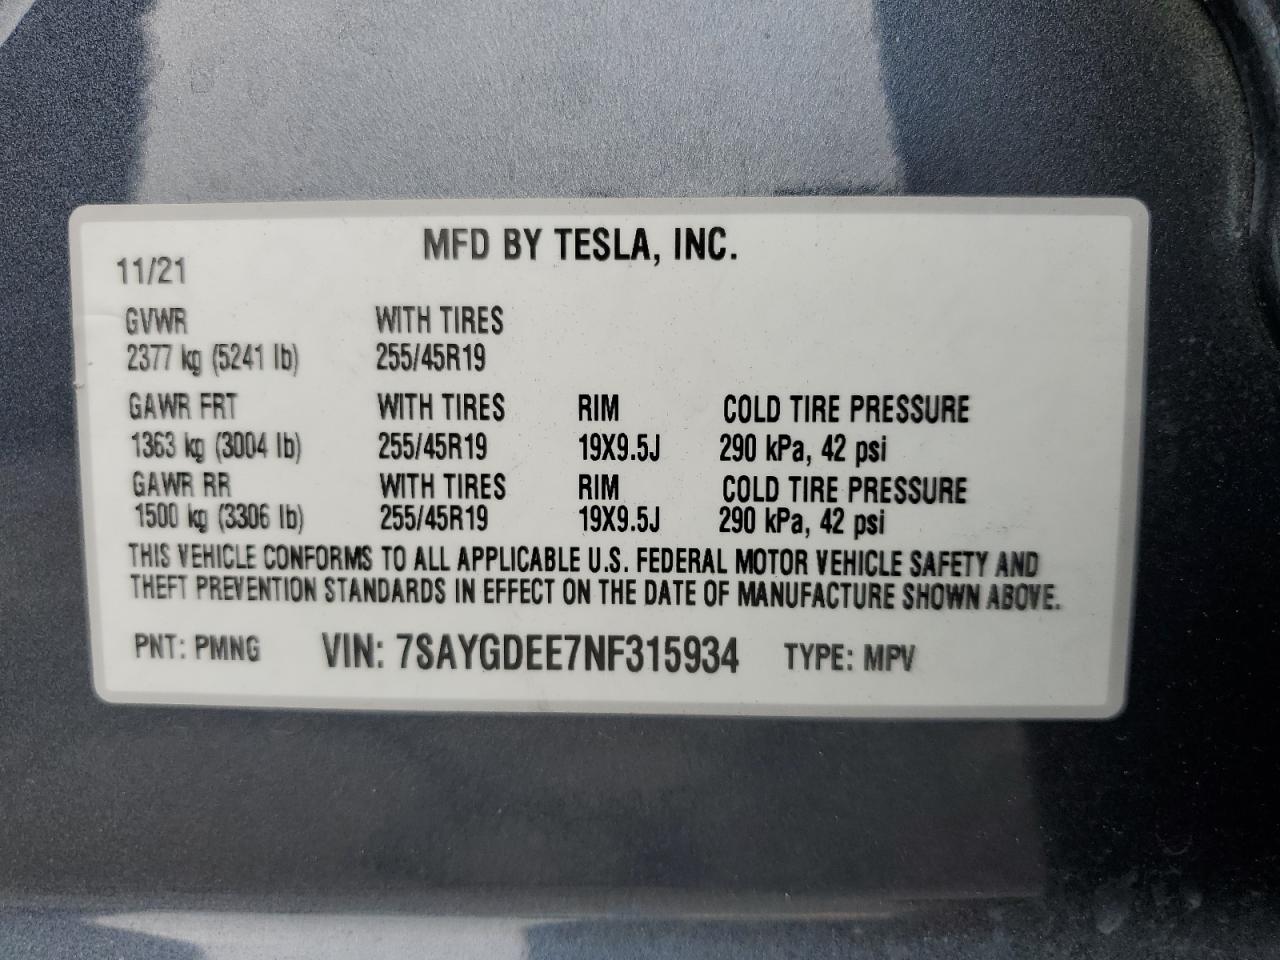 MFD BY TESLA, INC.
11/21
GVWR WITH TIRES
2377 kg (5241 lb) 255/45R19
GAWR FRT WITH TIRES RIM COLD TIRE PRESSURE
1363 kg (3004 lb) 255/45R19 19X9.5J 290 kPa, 42 psi
GAWR RR WITH TIRES RIM COLD TIRE PRESSURE
1500 kg (3306 lb) 255/45R19 19X9.5J 290 kPa, 42 psi
THIS VEHICLE CONFORMS TO ALL APPLICABLE U.S. FEDERAL MOTOR VEHICLE SAFETY AND
THEFT PREVENTION STANDARDS IN EFFECT ON THE DATE OF MANUFACTURE SHOWN ABOVE.
PNT: PMNG VIN: 7SAYGDEE7NF315934 TYPE: MPV